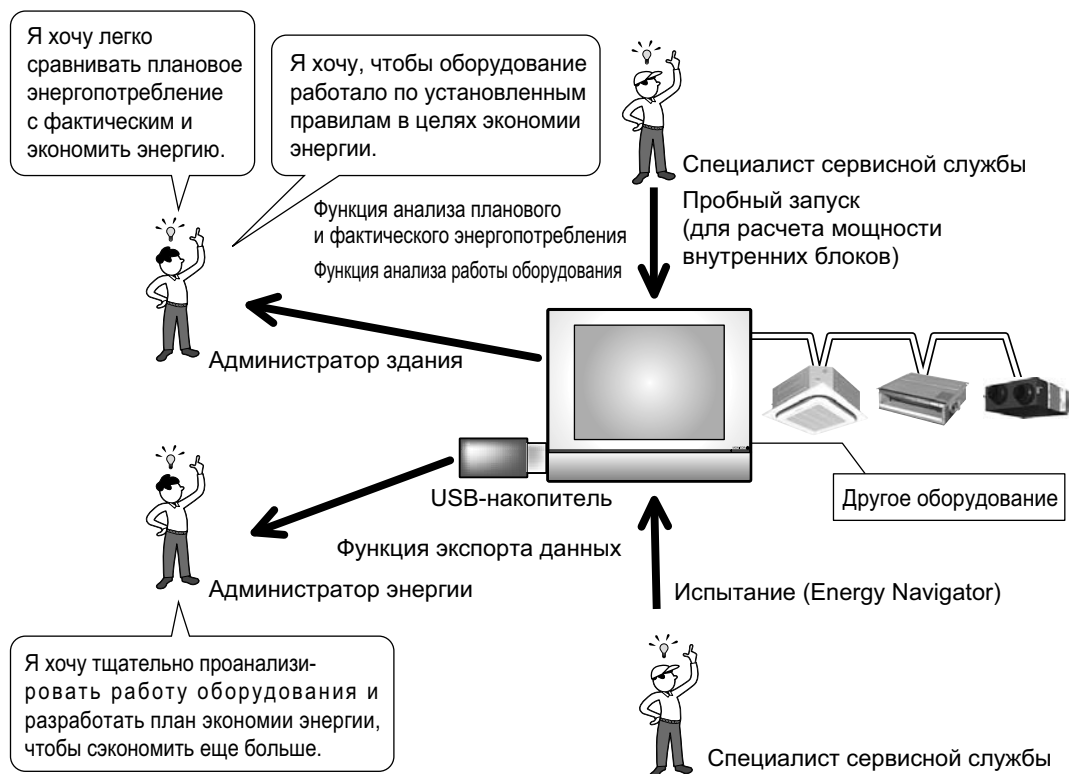 Я хочу легко
сравнивать плановое
энергопотребление
с фактическим и
экономить энергию.
Я хочу, чтобы оборудование
работало по установленным
правилам в целях экономии
энергии.
Специалист сервисной службы
Пробный запуск
(для расчета мощности
внутренних блоков)
Функция анализа планового
и фактического энергопотребления
Функция анализа работы оборудования
Администратор здания
USB-накопитель
Другое оборудование
Функция экспорта данных
Администратор энергии
Испытание (Energy Navigator)
Я хочу тщательно проанализи-
ровать работу оборудования и
разработать план экономии энергии,
чтобы сэкономить еще больше.
Специалист сервисной службы